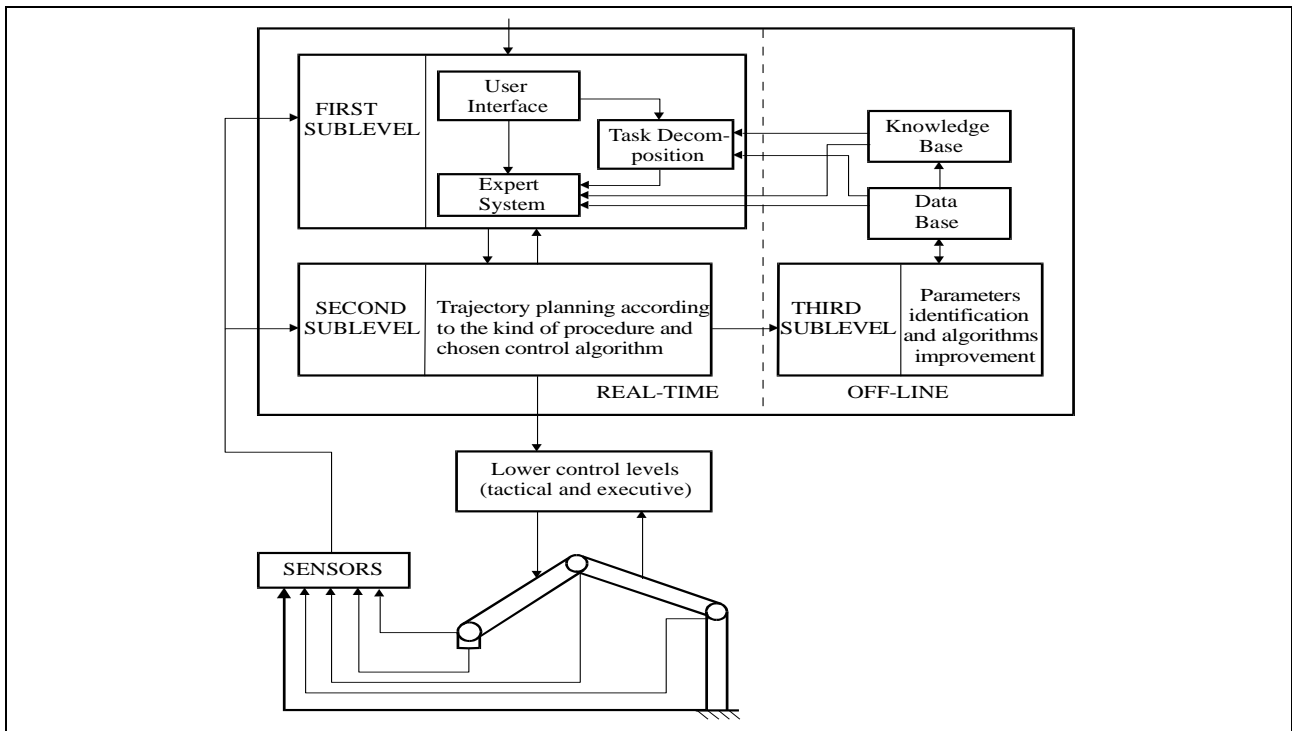 User
Interface
FIRST
SUBLEVEL
Task Decom-
position
Knowledge
Base
Expert
System
Data
Base
SECOND
SUBLEVEL
Trajectory planning according
to the kind of procedure and
chosen control algorithm
THIRD
SUBLEVEL
Parameters
identification
and algorithms
improvement
REAL-TIME
OFF-LINE
Lower control levels
(tactical and executive)
SENSORS